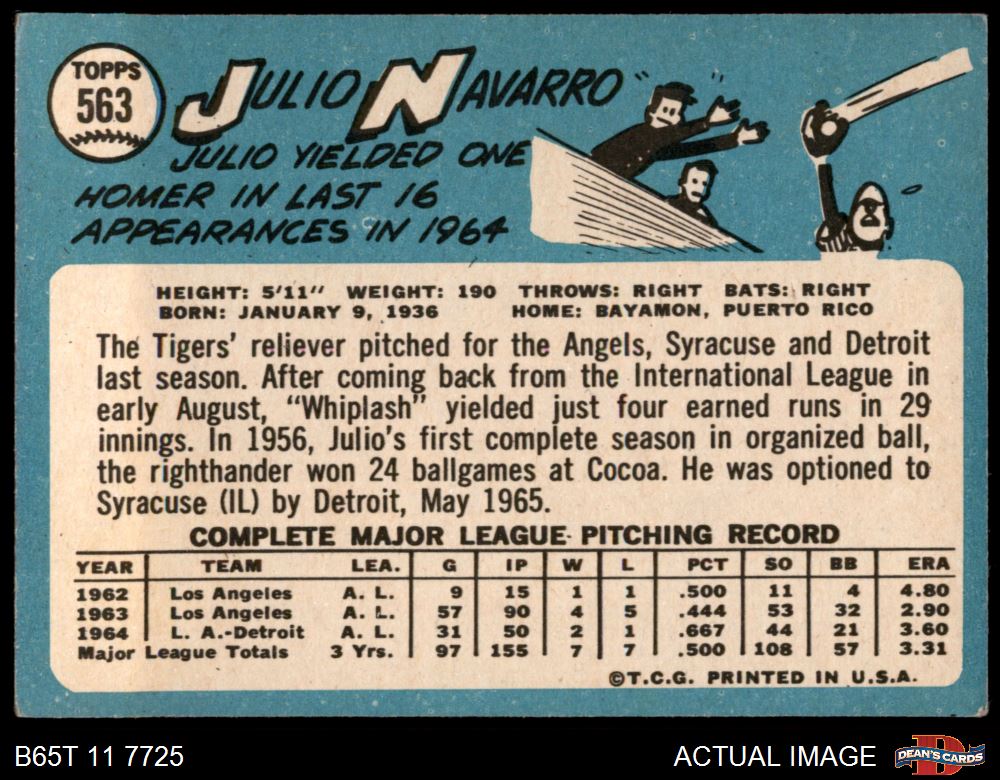 TOPPS
563
JULIO NAVARRO
JULIO YIELDED ONE
HOMER IN LAST 16
APPEARANCES IN 1964
HEIGHT: 5'11" WEIGHT: 190 THROWS: RIGHT BATS: RIGHT
BORN: JANUARY 9, 1936 HOME: BAYAMON, PUERTO RICO
The Tigers' reliever pitched for the Angels, Syracuse and Detroit
last season. After coming back from the International League in
early August, "Whiplash" yielded just four earned runs in 29
innings. In 1956, Julio's first complete season in organized ball,
the righthander won 24 ballgames at Cocoa. He was optioned to
Syracuse (IL) by Detroit, May 1965.
COMPLETE MAJOR LEAGUE PITCHING RECORD
YEAR TEAM LEA. G IP W L PCT SO BB ERA
1962 Los Angeles A. L. 9 15 1 1 .500 11 4 4.80
1963 Los Angeles A. L. 57 90 4 5 .444 53 32 2.90
1964 L. A.-Detroit A. L. 31 50 2 1 .667 44 21 3.60
Major League Totals 3 Yrs. 97 155 7 7 .500 108 57 3.31
©T.C.G. PRINTED IN U.S.A.
B65T 11 7725 ACTUAL IMAGE DEAN'S CARDS